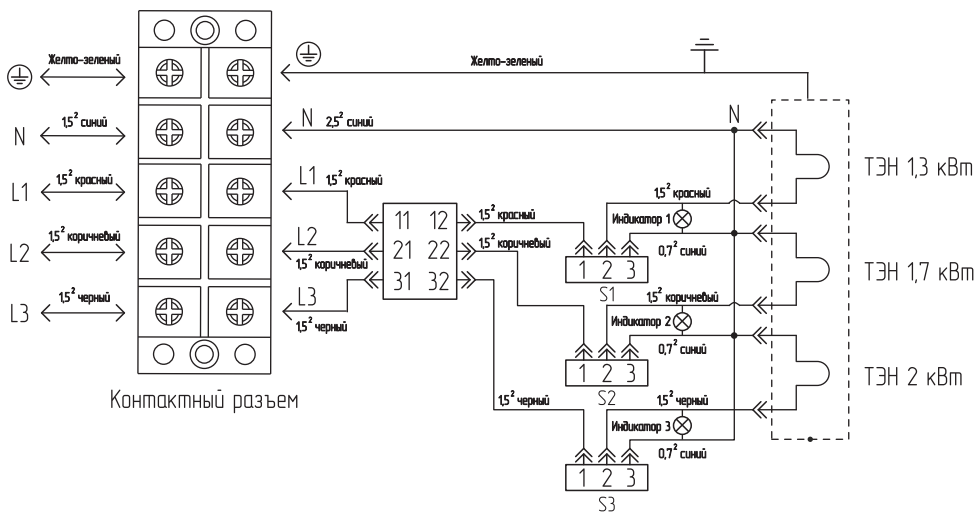 Желто-зеленый
Желто-зеленый
N
1,5² синий
N
2,5² синий
N
ТЭН 1,3 кВт
L1
1,5² красный
L1
1,5² красный
11 12
1,5² красный
1,5² красный
Индикатор 1
0,7² синий
1 2 3
S1
L2
1,5² коричневый
L2
1,5² коричневый
21 22
1,5² коричневый
ТЭН 1,7 кВт
L3
1,5² черный
L3
1,5² черный
31 32
1,5² коричневый
Индикатор 2
0,7² синий
1 2 3
S2
ТЭН 2 кВт
Контактный разъем
1,5² черный
1,5² черный
Индикатор 3
0,7² синий
1 2 3
S3